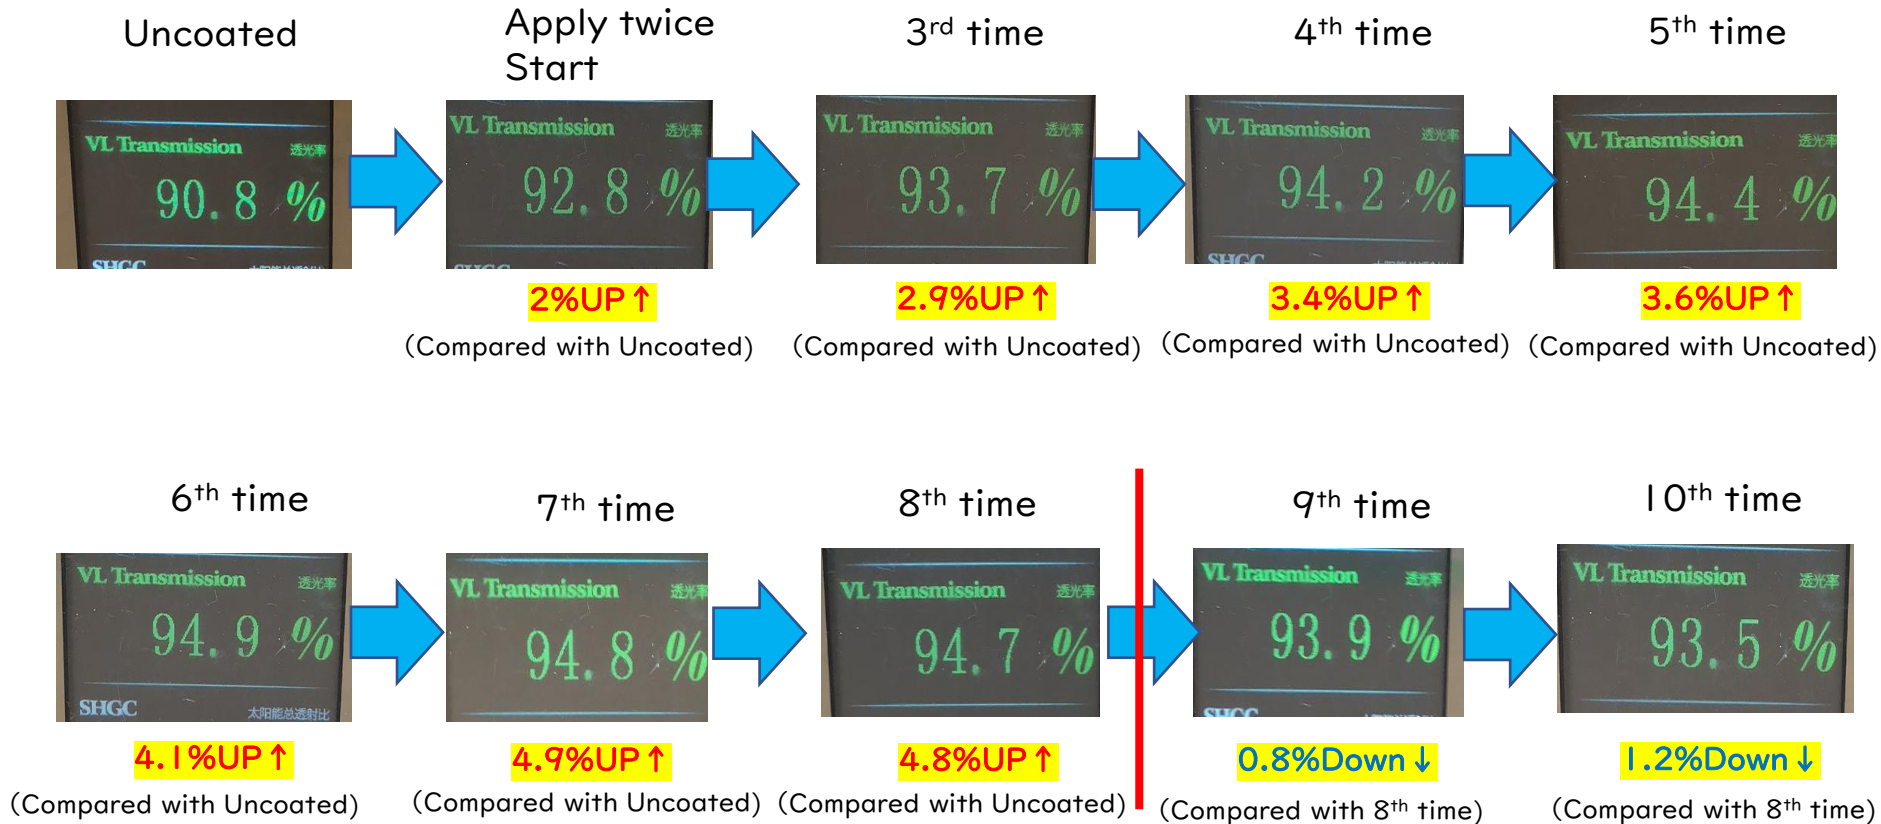 Uncoated
Apply twice
Start
3rd time
4th time
5th time
VL Transmission 透光率
90.8 %
SHGC
VL Transmission 透光率
92.8 %
SHGC
VL Transmission 透光率
93.7 %
VL Transmission 透光率
94.2 %
SHGC
VL Transmission 透光率
94.4 %
2%UP↑
(Compared with Uncoated)
2.9%UP↑
(Compared with Uncoated)
3.4%UP↑
(Compared with Uncoated)
3.6%UP↑
(Compared with Uncoated)
6th time
7th time
8th time
9th time
10th time
VL Transmission 透光率
94.9 %
SHGC 太阳能总透射比
VL Transmission 透光率
94.8 %
VL Transmission 透光率
94.7 %
VL Transmission 透光率
93.9 %
SHGC
VL Transmission 透光率
93.5 %
4.1%UP↑
(Compared with Uncoated)
4.9%UP↑
(Compared with Uncoated)
4.8%UP↑
(Compared with Uncoated)
0.8%Down↓
(Compared with 8th time)
1.2%Down↓
(Compared with 8th time)